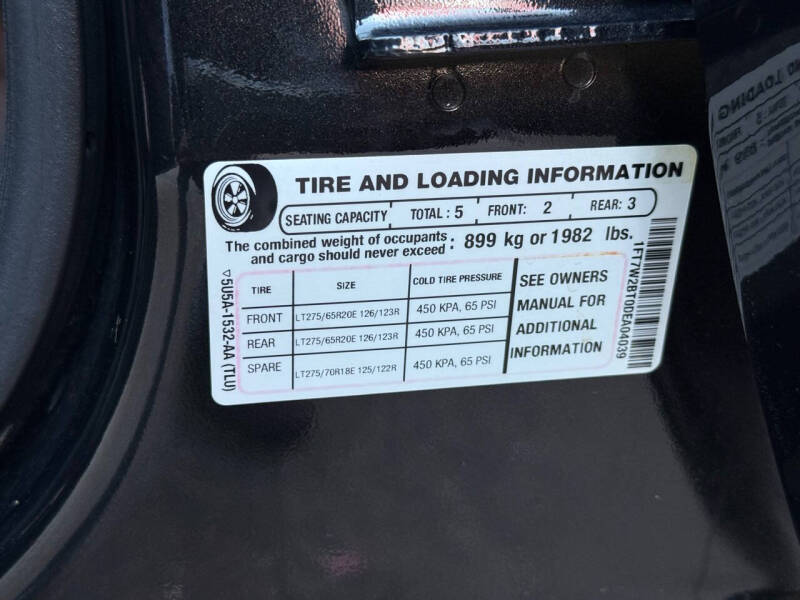 TIRE AND LOADING INFORMATION
SEATING CAPACITY TOTAL : 5 FRONT: 2 REAR: 3
The combined weight of occupants and cargo should never exceed : 899 kg or 1982 lbs.
TIRE SIZE COLD TIRE PRESSURE
FRONT LT275/65R20E 126/123R 450 KPA, 65 PSI
REAR LT275/65R20E 126/123R 450 KPA, 65 PSI
SPARE LT275/70R18E 125/122R 450 KPA, 65 PSI
SEE OWNERS
MANUAL FOR
ADDITIONAL
INFORMATION
5U5A-1532-AA (TLU)
1FT7W2BT0DEA04039